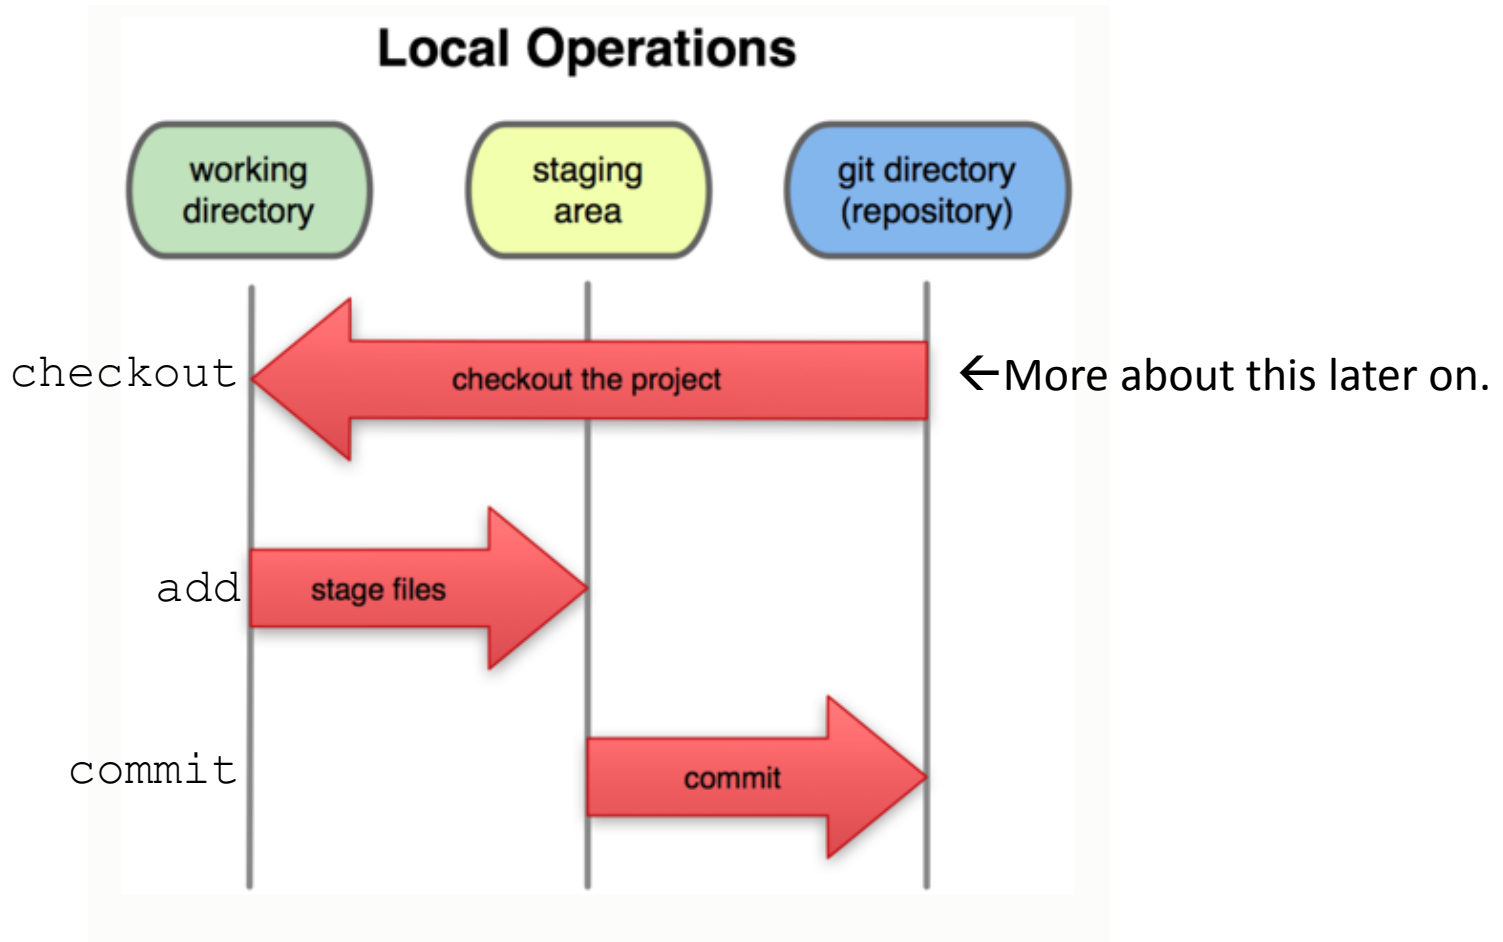 Local Operations
working
directory
staging
area
git directory
(repository)
checkout
checkout the project
←More about this later on.
add
stage files
commit
commit